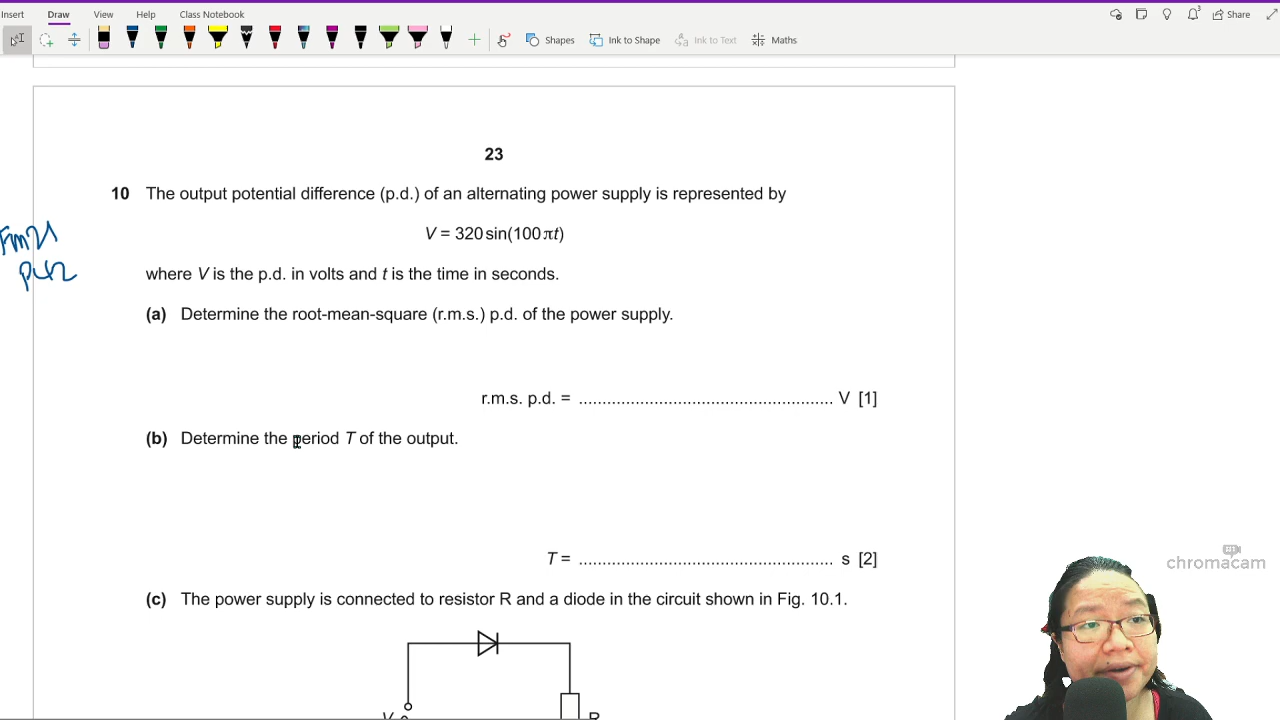 Insert Draw View Help Class Notebook Share
Shapes Ink to Shape Ink to Text Maths
23
10 The output potential difference (p.d.) of an alternating power supply is represented by
V = 320 sin(100πt)
where V is the p.d. in volts and t is the time in seconds.
(a) Determine the root-mean-square (r.m.s.) p.d. of the power supply.
r.m.s. p.d. = ...................................................... V [1]
(b) Determine the period T of the output.
T = ...................................................... s [2]
(c) The power supply is connected to resistor R and a diode in the circuit shown in Fig. 10.1.
V
R
Fm21
p42
chromacam